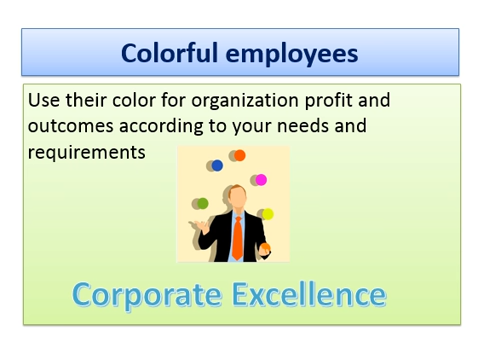 Colorful employees
Use their color for organization profit and
outcomes according to your needs and
requirements
Corporate Excellence